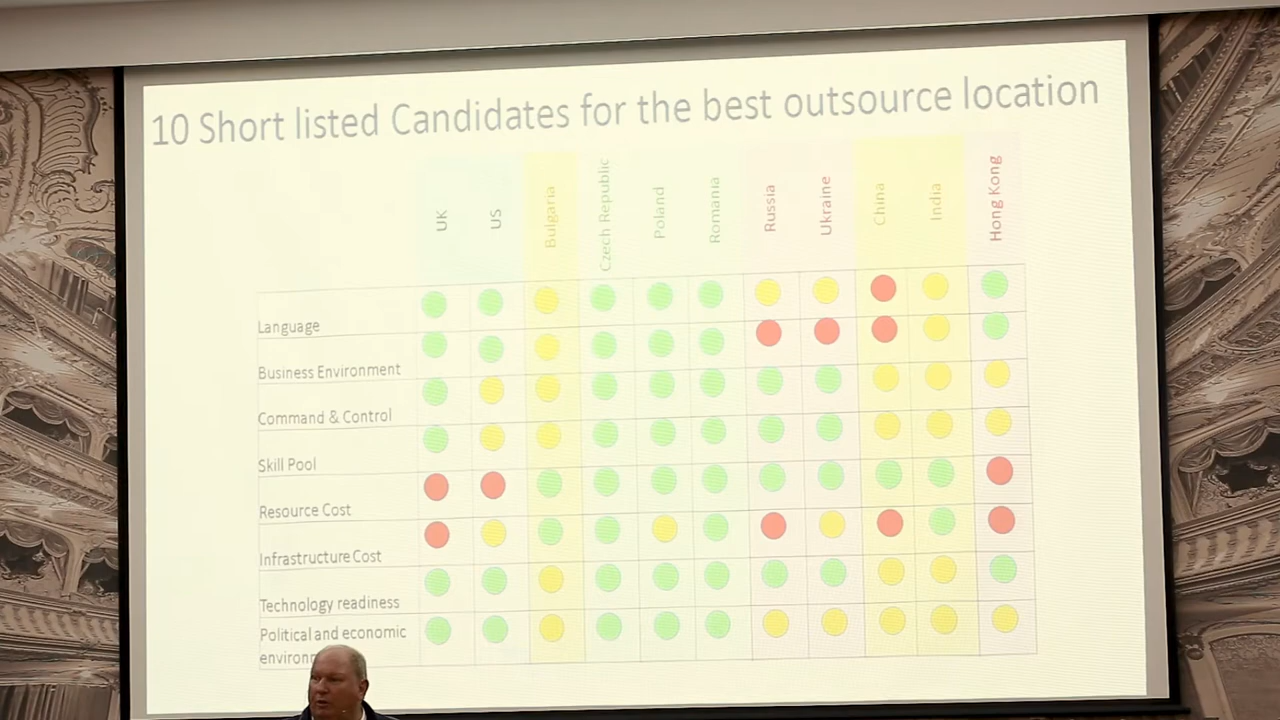 10 Short listed Candidates for the best outsource location
UK
US
Bulgaria
Czech Republic
Poland
Romania
Russia
Ukraine
China
India
Hong Kong
Language
Business Environment
Command & Control
Skill Pool
Resource Cost
Infrastructure Cost
Technology readiness
Political and economic
environm